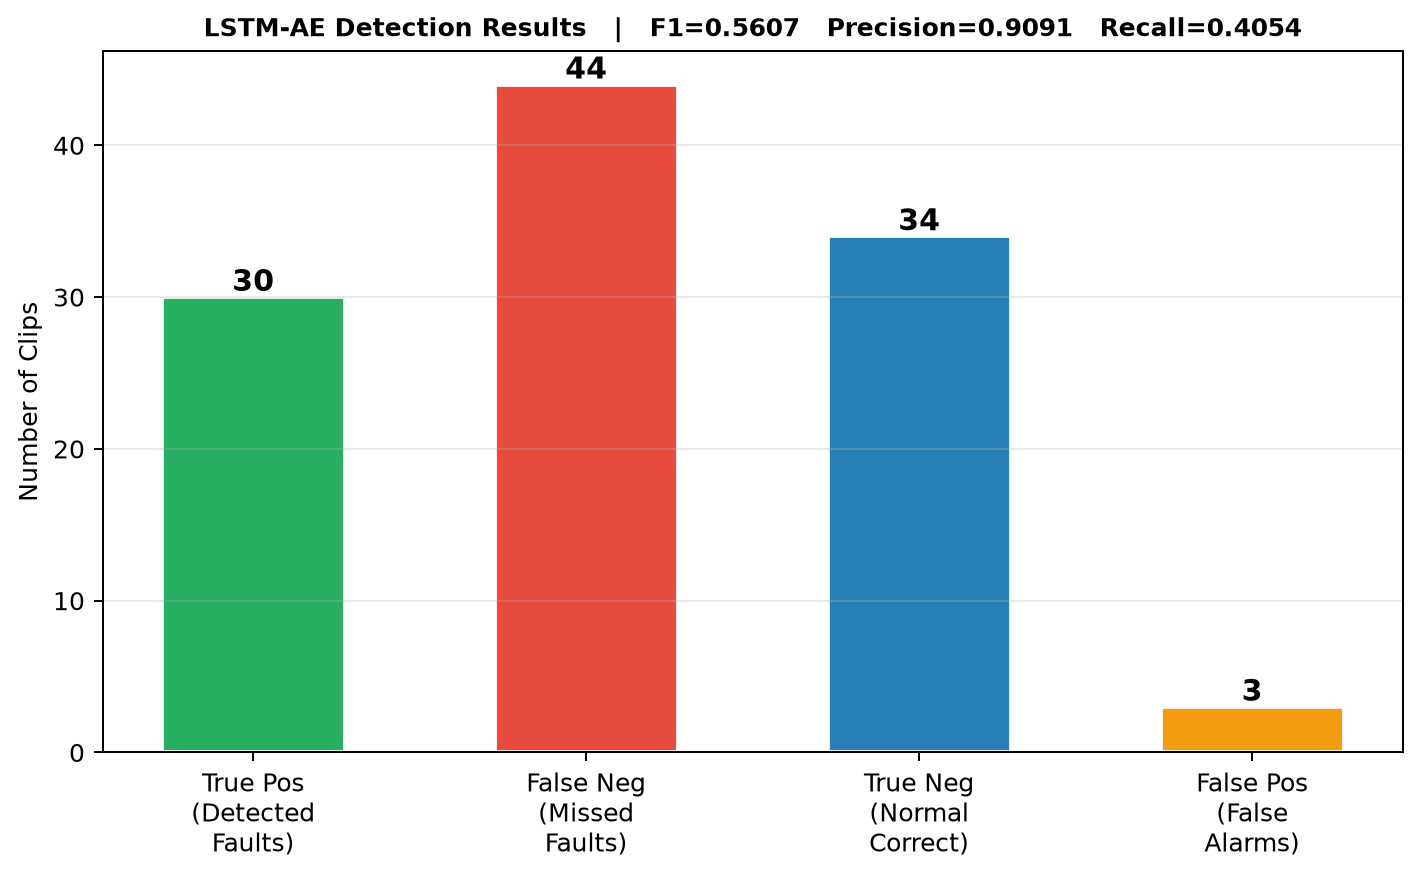 LSTM-AE Detection Results | F1=0.5607 Precision=0.9091 Recall=0.4054
44
34
30
3
Number of Clips
40
30
20
10
0
True Pos
(Detected
Faults)
False Neg
(Missed
Faults)
True Neg
(Normal
Correct)
False Pos
(False
Alarms)